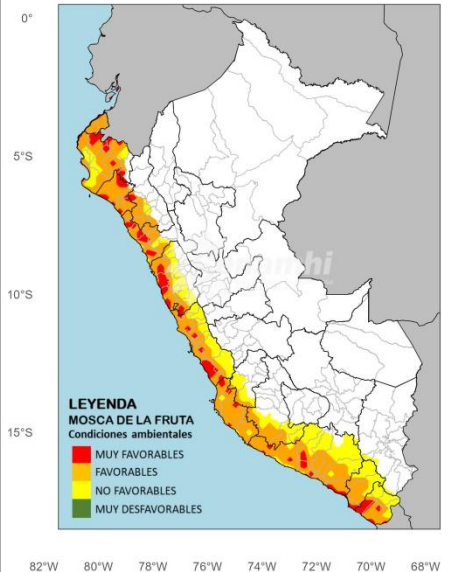 0°
5°S
10°S
15°S
LEYENDA
MOSCA DE LA FRUTA
Condiciones ambientales
MUY FAVORABLES
FAVORABLES
NO FAVORABLES
MUY DESFAVORABLES
82°W 80°W 78°W 76°W 74°W 72°W 70°W 68°W